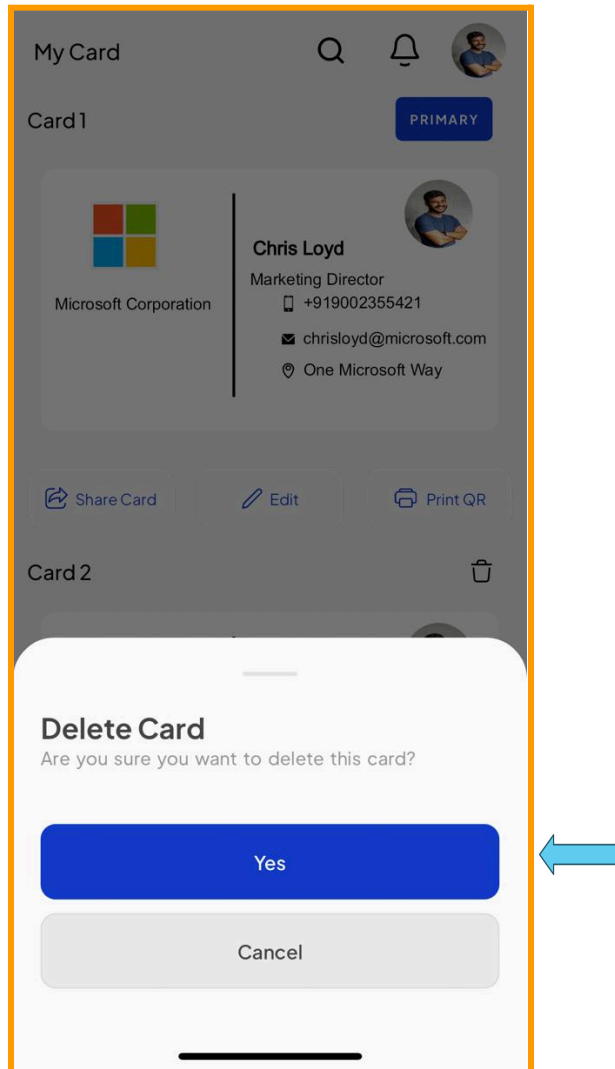 My Card
Card 1
PRIMARY
Chris Loyd
Marketing Director
Microsoft Corporation
+919002355421
chrisloyd@microsoft.com
One Microsoft Way
Share Card
Edit
Print QR
Card 2
Delete Card
Are you sure you want to delete this card?
Yes
Cancel